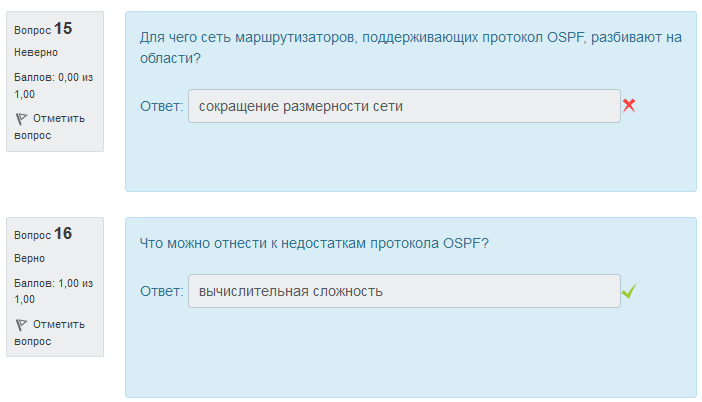 Вопрос 15
Неверно
Баллов: 0,00 из
1,00
Отметить
вопрос
Для чего сеть маршрутизаторов, поддерживающих протокол OSPF, разбивают на
области?
Ответ: сокращение размерности сети
Вопрос 16
Верно
Баллов: 1,00 из
1,00
Отметить
вопрос
Что можно отнести к недостаткам протокола OSPF?
Ответ: вычислительная сложность